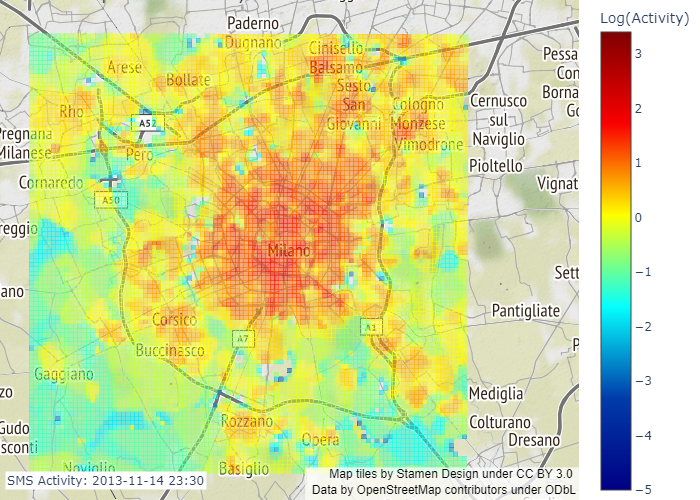 Paderno
Dugnano
Log(Activity)
Cinisello
Balsamo
Arese
Bollate
Sesto
San
Giovanni
Rho
Cologno
Monzese
Vimodrone
Pessa
Con
Borna
Go
Cernusco
sul
Naviglio
A52
Pregnana
Milanese
Pero
Pioltello
Cornaredo
Vignat
A50
reggio
Milano
Sett
ano
Pantigliate
Corsico
A7
A1
Buccinasco
P
Gaggiano
zo
Mediglia
Rozzano
Colturano
Gudo
sconti
Opera
Dresano
Noviglio
Basiglio
SMS Activity: 2013-11-14 23:30
Map tiles by Stamen Design under CC BY 3.0
Data by OpenStreetMap contributors under ODbL
3
2
1
0
−1
−2
−3
−4
−5